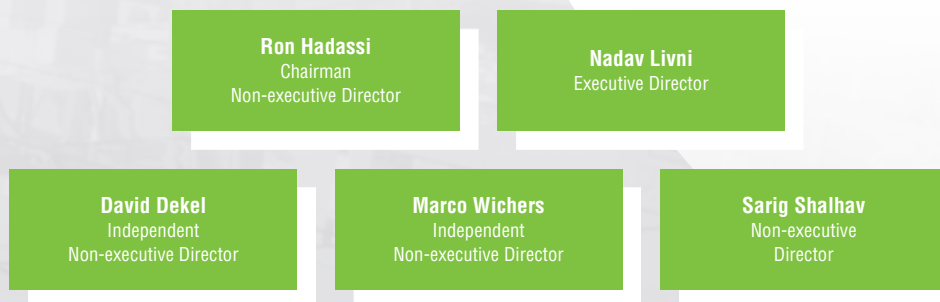 Ron Hadassi
Chairman
Non-executive Director
Nadav Livni
Executive Director
David Dekel
Independent
Non-executive Director
Marco Wichers
Independent
Non-executive Director
Sarig Shalhav
Non-executive
Director